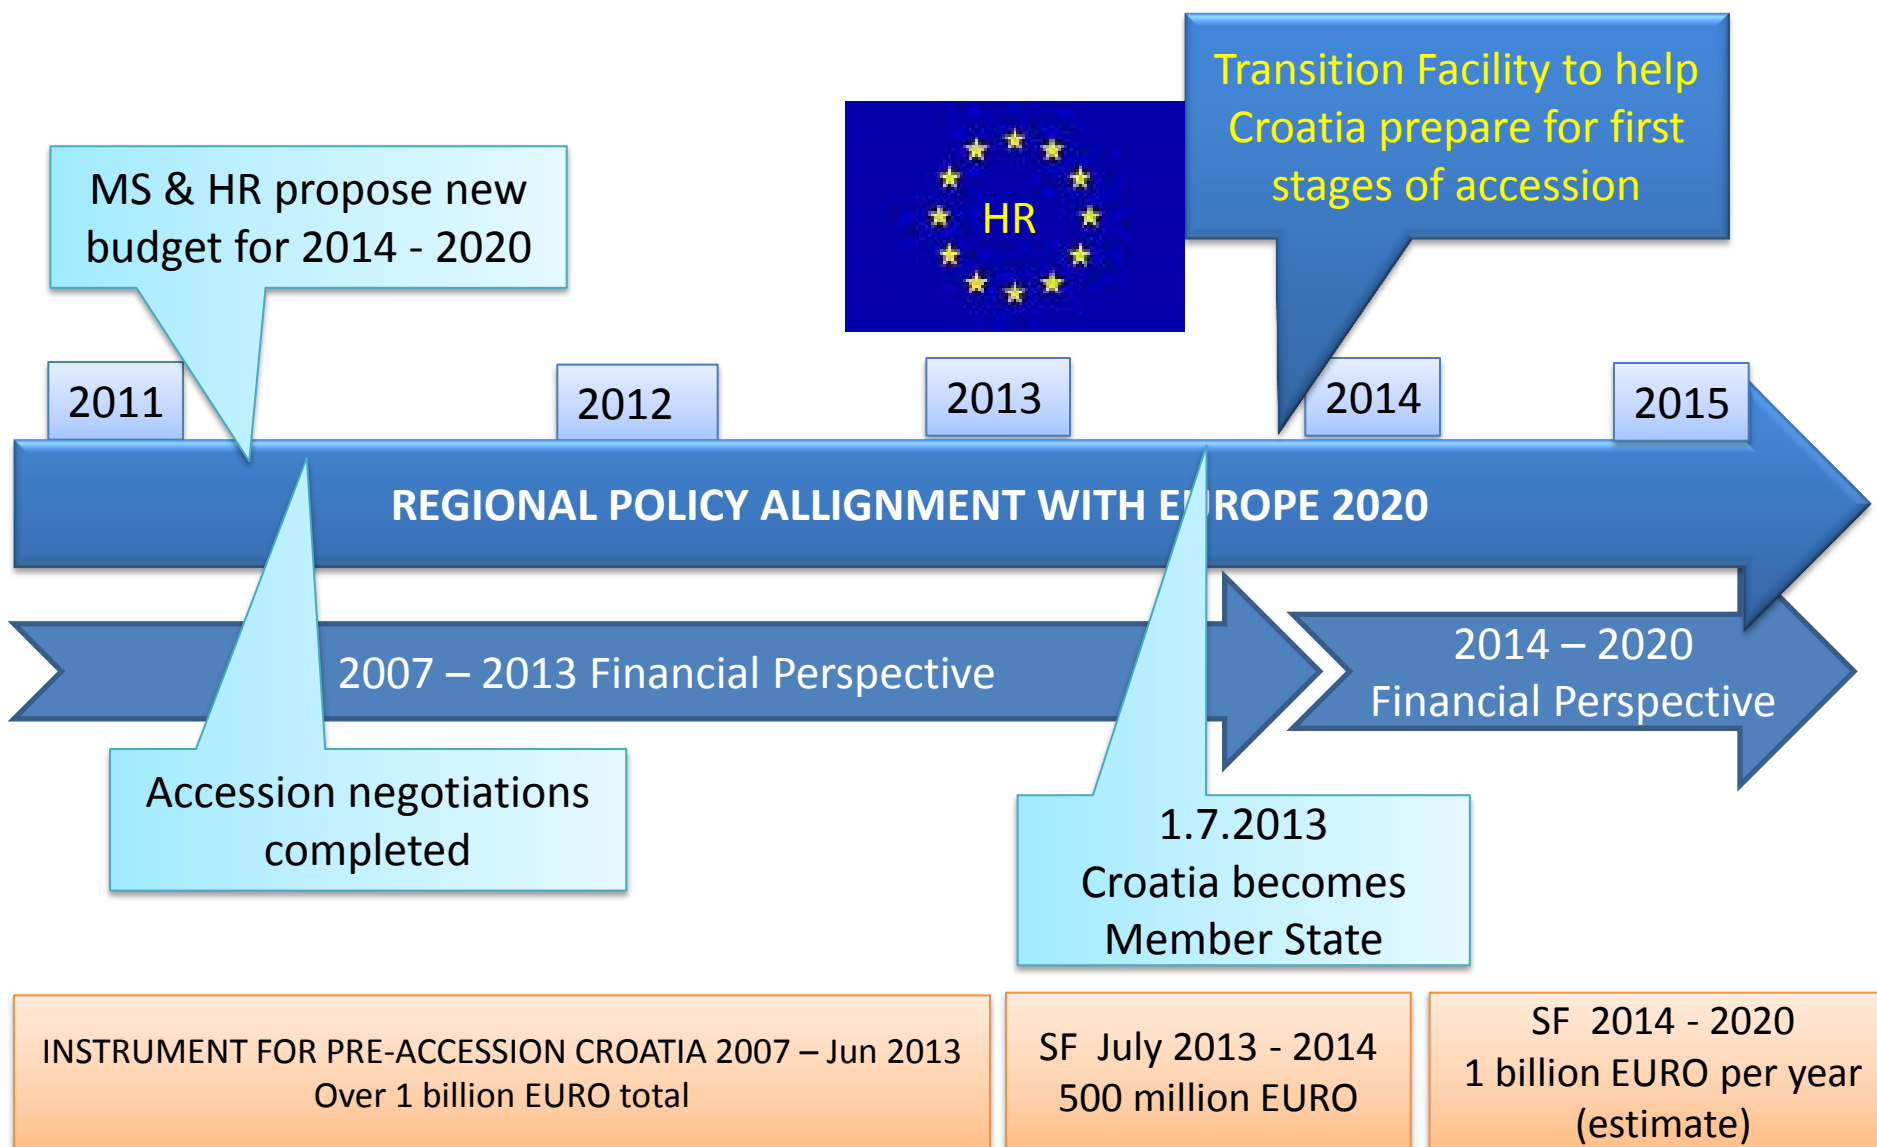 Transition Facility to help
Croatia prepare for first
stages of accession
MS & HR propose new
budget for 2014 - 2020
HR
2011
2012
2013
2014
2015
REGIONAL POLICY ALLIGNMENT WITH EUROPE 2020
2007 – 2013 Financial Perspective
2014 – 2020
Financial Perspective
Accession negotiations
completed
1.7.2013
Croatia becomes
Member State
INSTRUMENT FOR PRE-ACCESSION CROATIA 2007 – Jun 2013
Over 1 billion EURO total
SF July 2013 - 2014
500 million EURO
SF 2014 - 2020
1 billion EURO per year
(estimate)